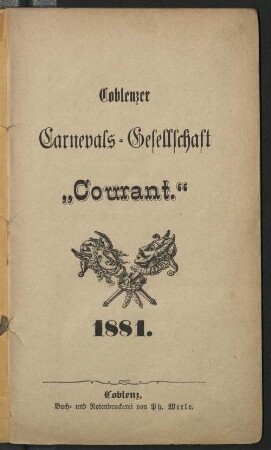 Coblenzer
Carnevals-Gesellschaft
„Courant.“
1881.
Coblenz,
Buch- und Notendruckerei von Ph. Werle.